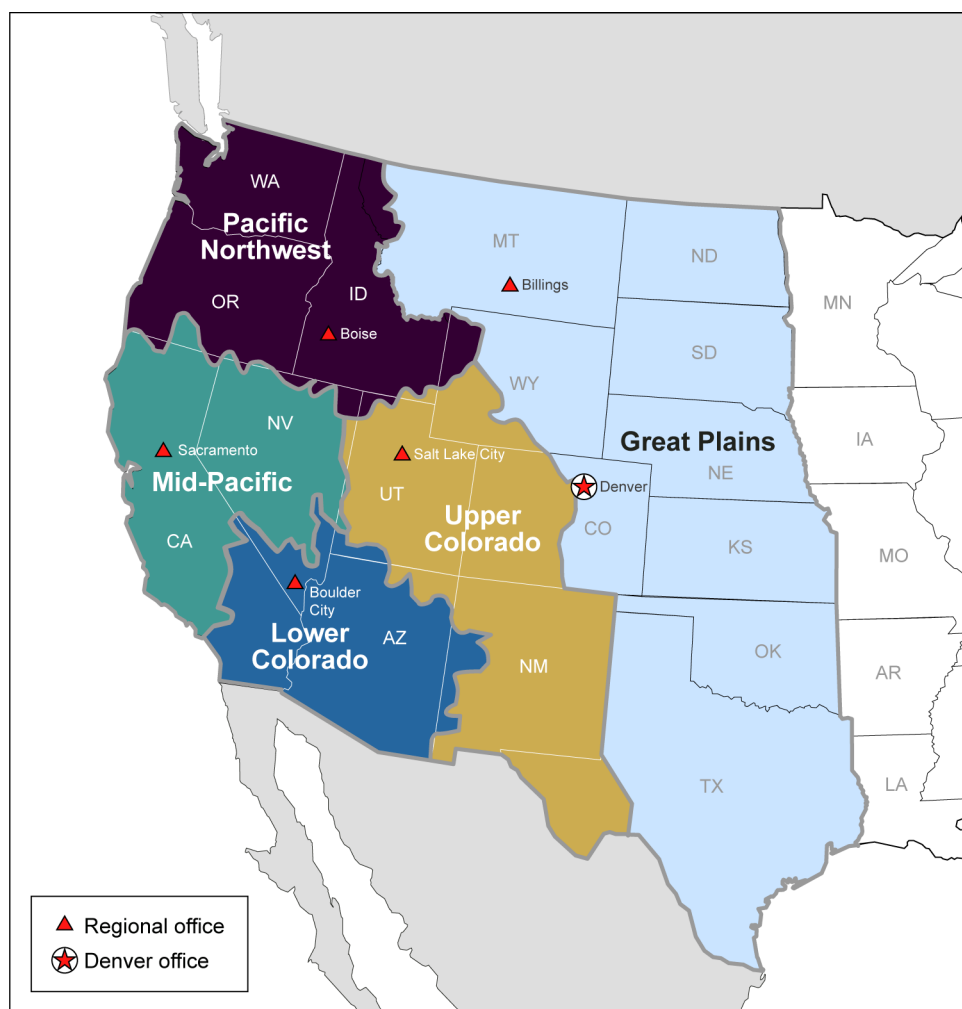 WA
Pacific
Northwest
OR
ID
Boise
MT
Billings
ND
SD
MN
WY
IA
Great Plains
NE
NV
Sacramento
Mid-Pacific
CA
Salt Lake City
UT
Upper
Colorado
Denver
CO
KS
MO
Boulder
City
Lower
Colorado
AZ
NM
OK
AR
TX
LA
Regional office
Denver office